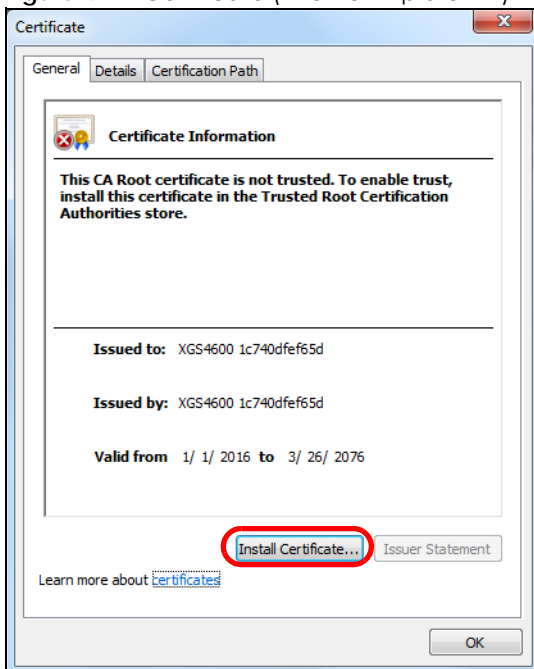 Certificate
General Details Certification Path
Certificate Information
This CA Root certificate is not trusted. To enable trust,
install this certificate in the Trusted Root Certification
Authorities store.
Issued to: XGS4600 1c740dfef65d
Issued by: XGS4600 1c740dfef65d
Valid from 1/ 1/ 2016 to 3/ 26/ 2076
Install Certificate... Issuer Statement
Learn more about certificates
OK